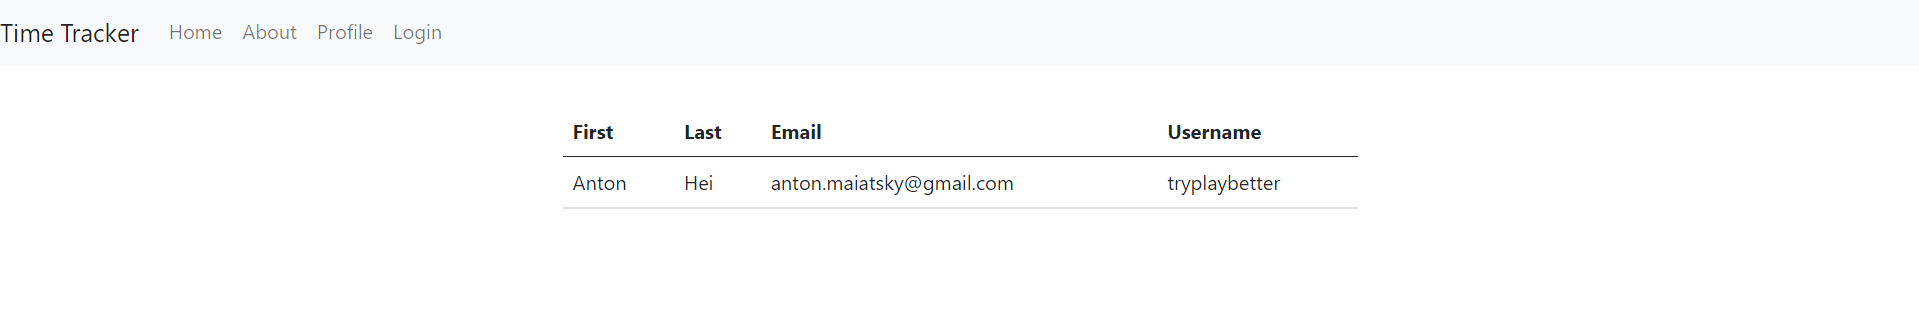 Time Tracker Home About Profile Login
First Last Email Username
Anton Hei anton.maiatsky@gmail.com tryplaybetter